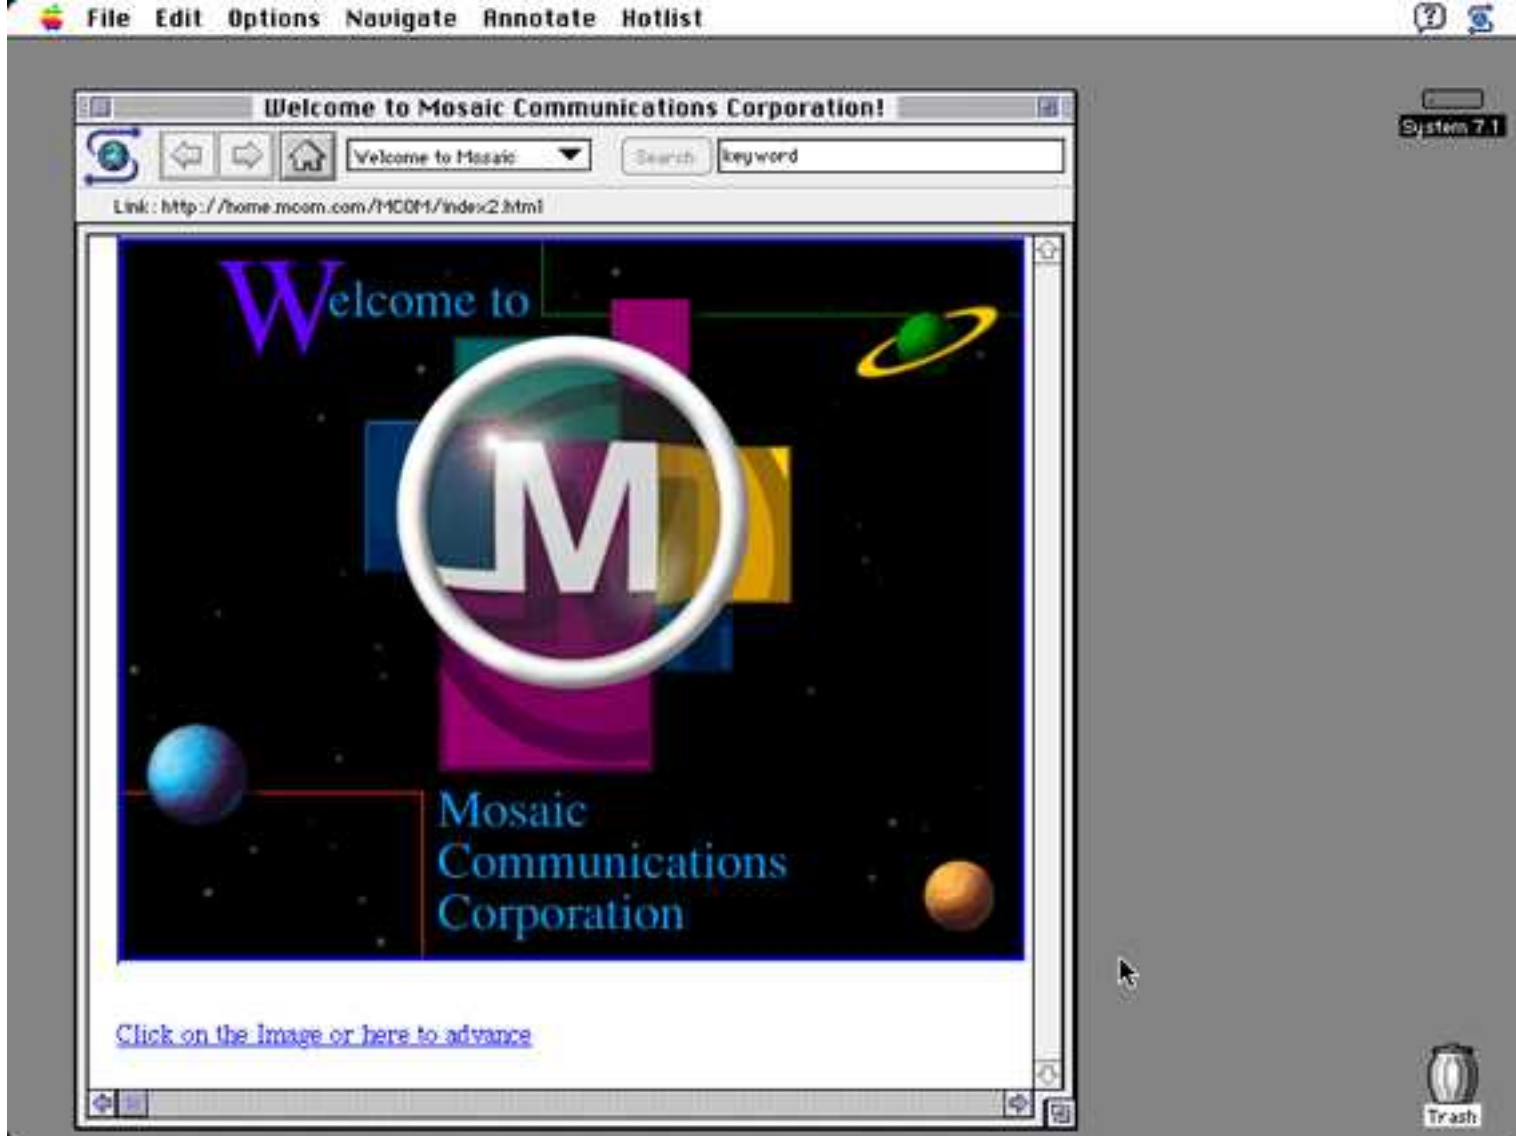 File Edit Options Navigate Annotate Hotlist
Welcome to Mosaic Communications Corporation!
Welcome to Mosaic
Search
keyword
Link: http://home.mcom.com/MCOM/index2.html
System 7.1
Welcome to
M
Mosaic
Communications
Corporation
Click on the Image or here to advance
Trash